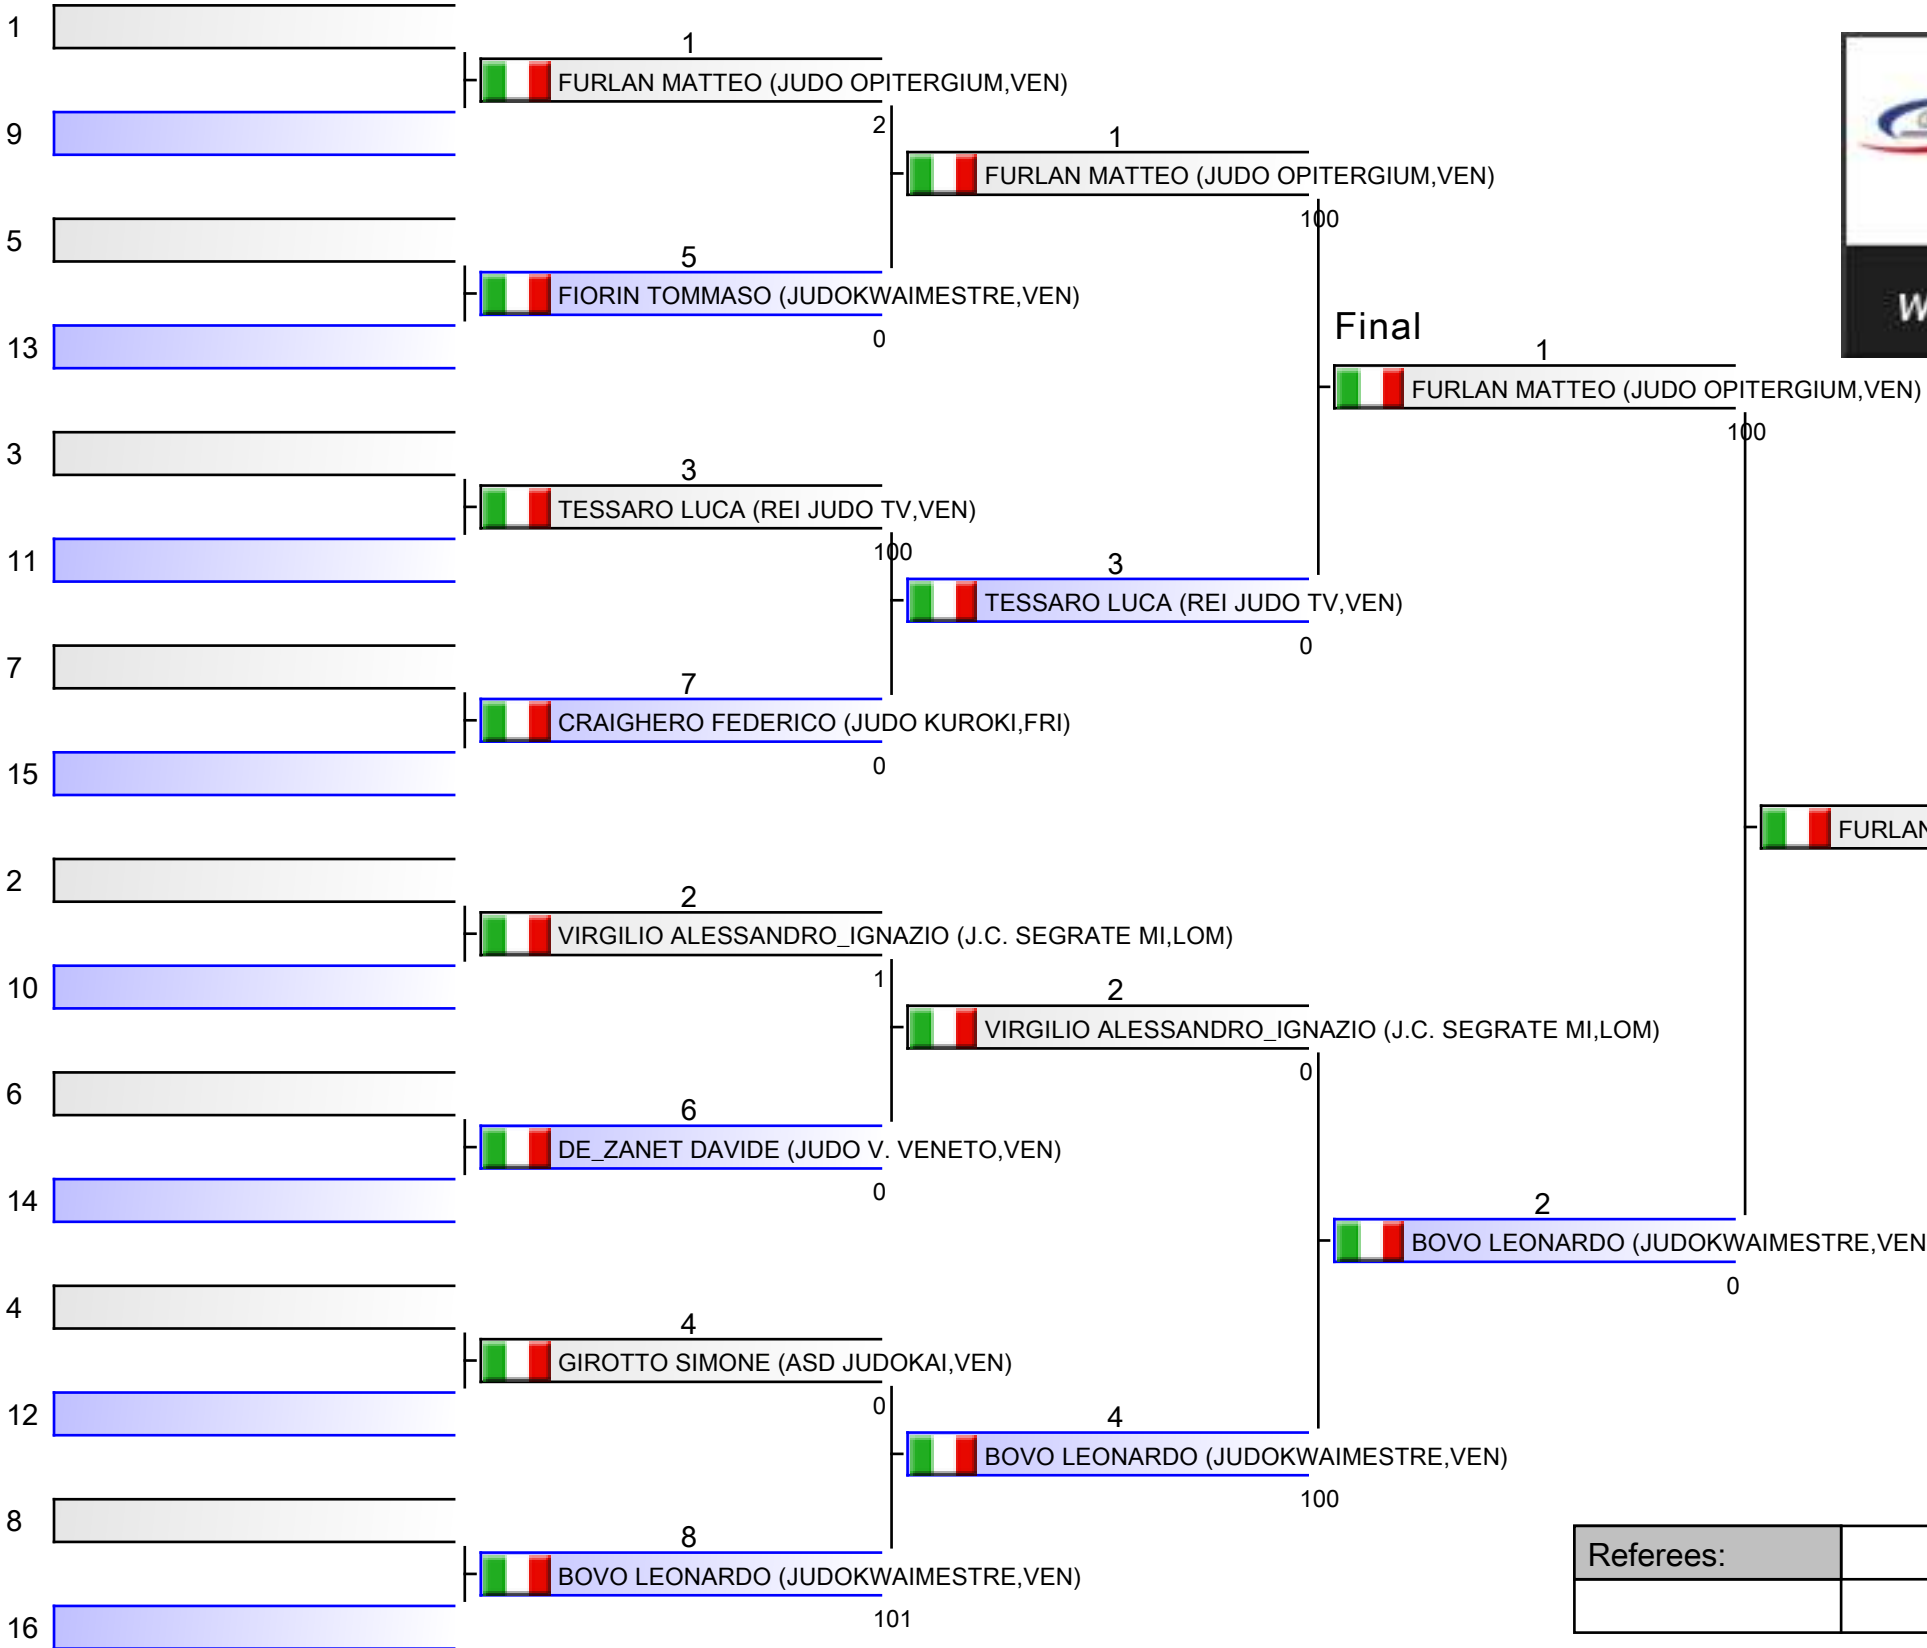 1
1
FURLAN MATTEO (JUDO OPITERGIUM,VEN)
9
2
1
FURLAN MATTEO (JUDO OPITERGIUM,VEN)
100
5
5
FIORIN TOMMASO (JUDOKWAIMESTRE,VEN)
0
13
Final
1
FURLAN MATTEO (JUDO OPITERGIUM,VEN)
100
3
3
TESSARO LUCA (REI JUDO TV,VEN)
100
11
3
TESSARO LUCA (REI JUDO TV,VEN)
0
7
7
CRAIGHERO FEDERICO (JUDO KUROKI,FRI)
0
15
FURLAN
2
2
VIRGILIO ALESSANDRO_IGNAZIO (J.C. SEGRATE MI,LOM)
1
10
2
VIRGILIO ALESSANDRO_IGNAZIO (J.C. SEGRATE MI,LOM)
0
6
6
DE_ZANET DAVIDE (JUDO V. VENETO,VEN)
0
14
2
BOVO LEONARDO (JUDOKWAIMESTRE,VEN
0
4
4
GIROTTO SIMONE (ASD JUDOKAI,VEN)
0
12
4
BOVO LEONARDO (JUDOKWAIMESTRE,VEN)
100
8
8
BOVO LEONARDO (JUDOKWAIMESTRE,VEN)
101
16
Referees: